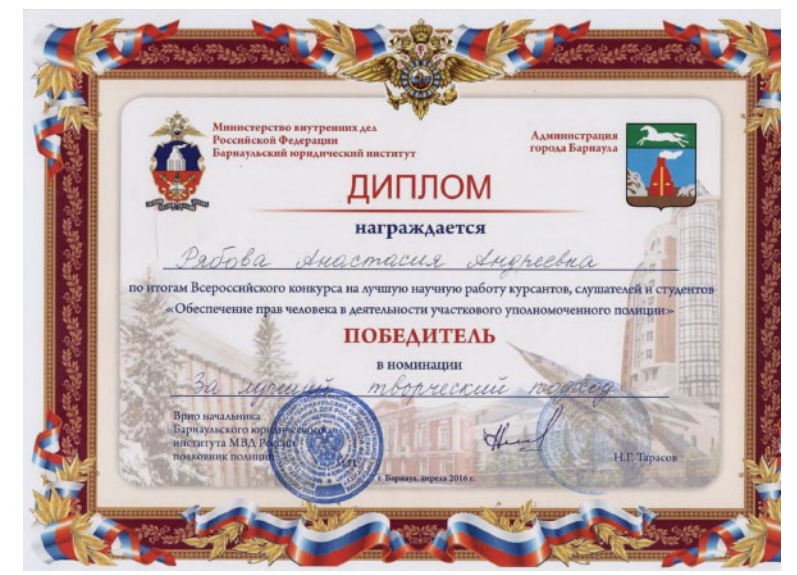 Министерство внутренних дел
Российской Федерации
Барнаульский юридический институт
Администрация
города Барнаула
ДИПЛОМ
награждается
Рябова Анастасия Андреевна
по итогам Всероссийского конкурса на лучшую научную работу курсантов, слушателей и студентов
«Обеспечение прав человека в деятельности участкового уполномоченного полиции»
ПОБЕДИТЕЛЬ
в номинации
За лучший творческий подход
Врио начальника
Барнаульского юридического
института МВД России
полковник полиции
М.П.
Н.Г. Тарасов
г. Барнаул, апрель 2016 г.